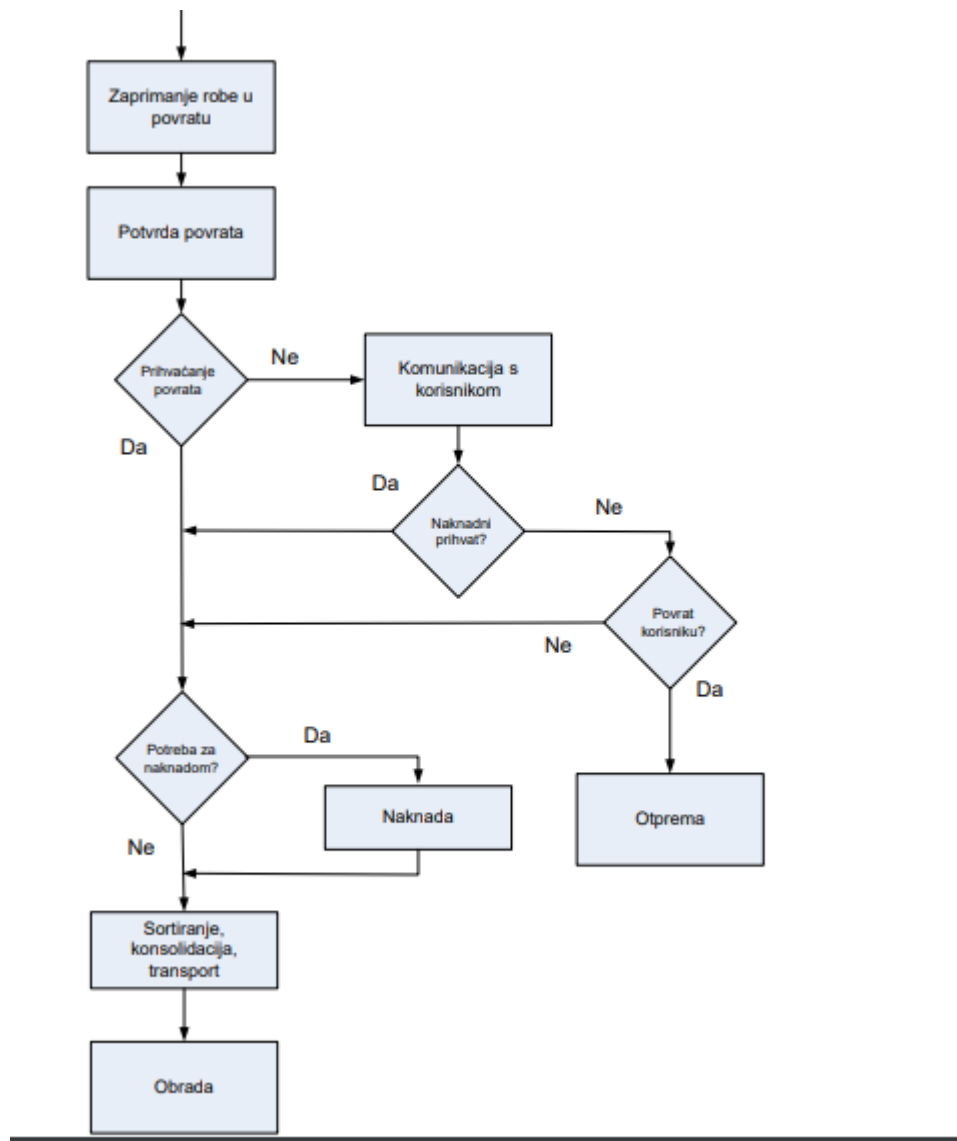 Zaprimanje robe u
povratu
Potvrda povrata
Prihvaćanje
povrata
Ne
Komunikacija s
korisnikom
Da
Da
Naknadni
prihvat?
Ne
Povrat
korisniku?
Ne
Da
Potreba za
naknadom?
Da
Naknada
Otprema
Ne
Sortiranje,
konsolidacija,
transport
Obrada